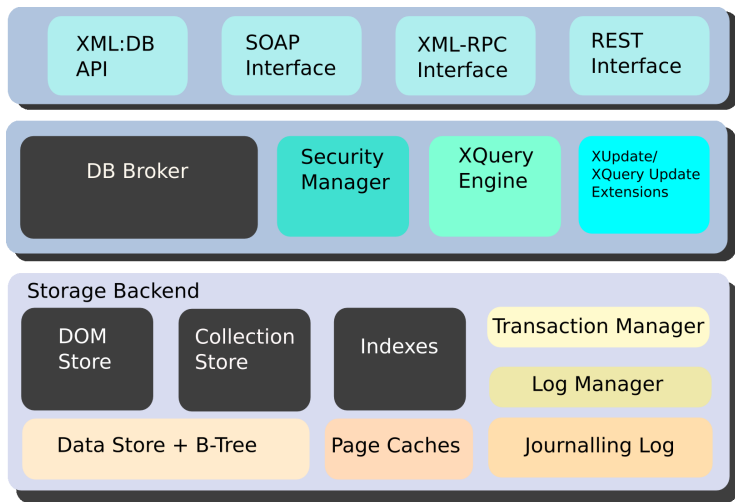 XML:DB
API
SOAP
Interface
XML-RPC
Interface
REST
Interface
DB Broker
Security
Manager
XQuery
Engine
XUpdate/
XQuery Update
Extensions
Storage Backend
DOM
Store
Collection
Store
Indexes
Transaction Manager
Log Manager
Data Store + B-Tree
Page Caches
Journalling Log